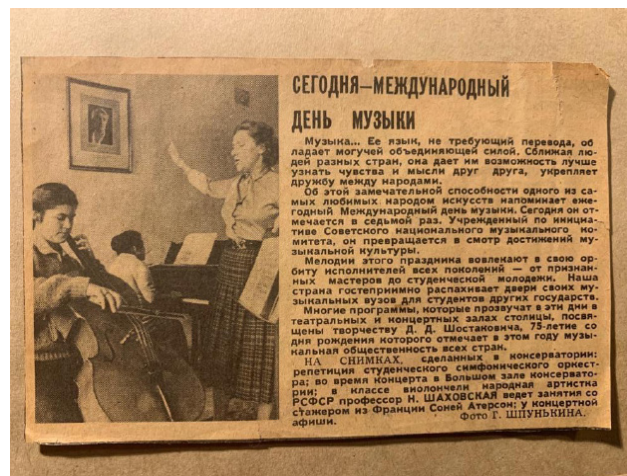 СЕГОДНЯ—МЕЖДУНАРОДНЫЙ
ДЕНЬ МУЗЫКИ
Музыка... Ее язык, не требующий перевода, об
ладает могучей объединяющей силой. Сближая лю-
дей разных стран, она дает им возможность лучше
узнать чувства и мысли друг друга, укрепляет
дружбу между народами.
Об этой замечательной способности одного из са-
мых любимых народом искусств напоминает еже-
годный Международный день музыки. Сегодня он от-
мечается в седьмой раз. Учрежденный по инициа-
тиве Советского национального музыкального ко-
митета, он превращается в смотр достижений му-
зыкальной культуры.
Мелодии этого праздника вовлекают в свою ор-
биту исполнителей всех поколений — от признан-
ных мастеров до студенческой молодежи. Наша
страна гостеприимно распахивает двери своих му-
зыкальных вузов для студентов других государств.
Многие программы, которые прозвучат в эти дни в
театральных и концертных залах столицы, посвя-
щены творчеству Д. Д. Шостаковича, 75-летие со
дня рождения которого отмечает в этом году музы-
кальная общественность всех стран.
НА СНИМКАХ, сделанных в консерватории:
репетиция студенческого симфонического оркест-
ра; во время концерта в Большом зале консервато-
рии; в классе виолончели народная артистка
РСФСР профессор Н. ШАХОВСКАЯ ведет занятия со
стажером из Франции Соней Атерсон; у концертной
афиши.
Фото Г. ШПУНЬКИНА.